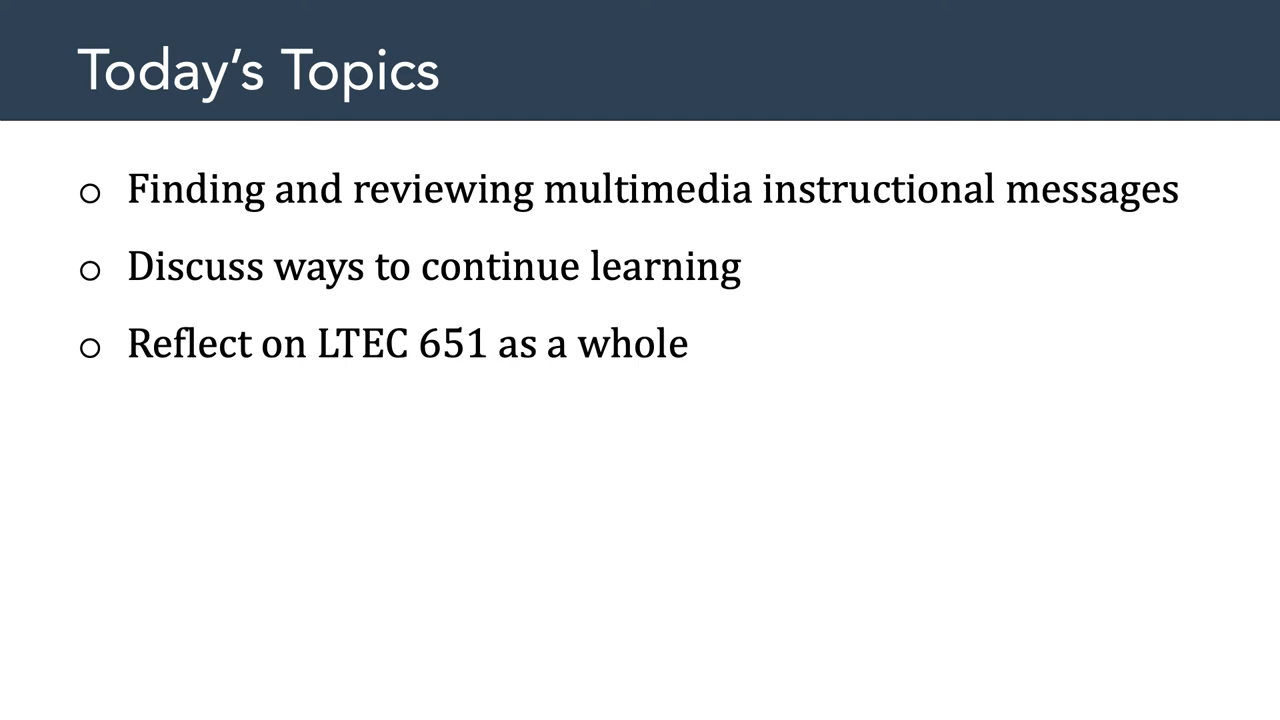 Today’s Topics
○ Finding and reviewing multimedia instructional messages
○ Discuss ways to continue learning
○ Reflect on LTEC 651 as a whole